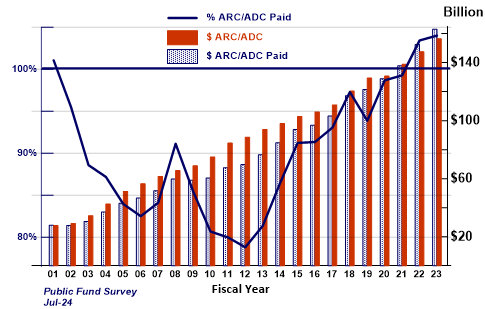 Billion
% ARC/ADC Paid
$ ARC/ADC
$ ARC/ADC Paid
100%
90%
80%
$140
$100
$60
$20
01 02 03 04 05 06 07 08 09 10 11 12 13 14 15 16 17 18 19 20 21 22 23
Fiscal Year
Public Fund Survey
Jul-24